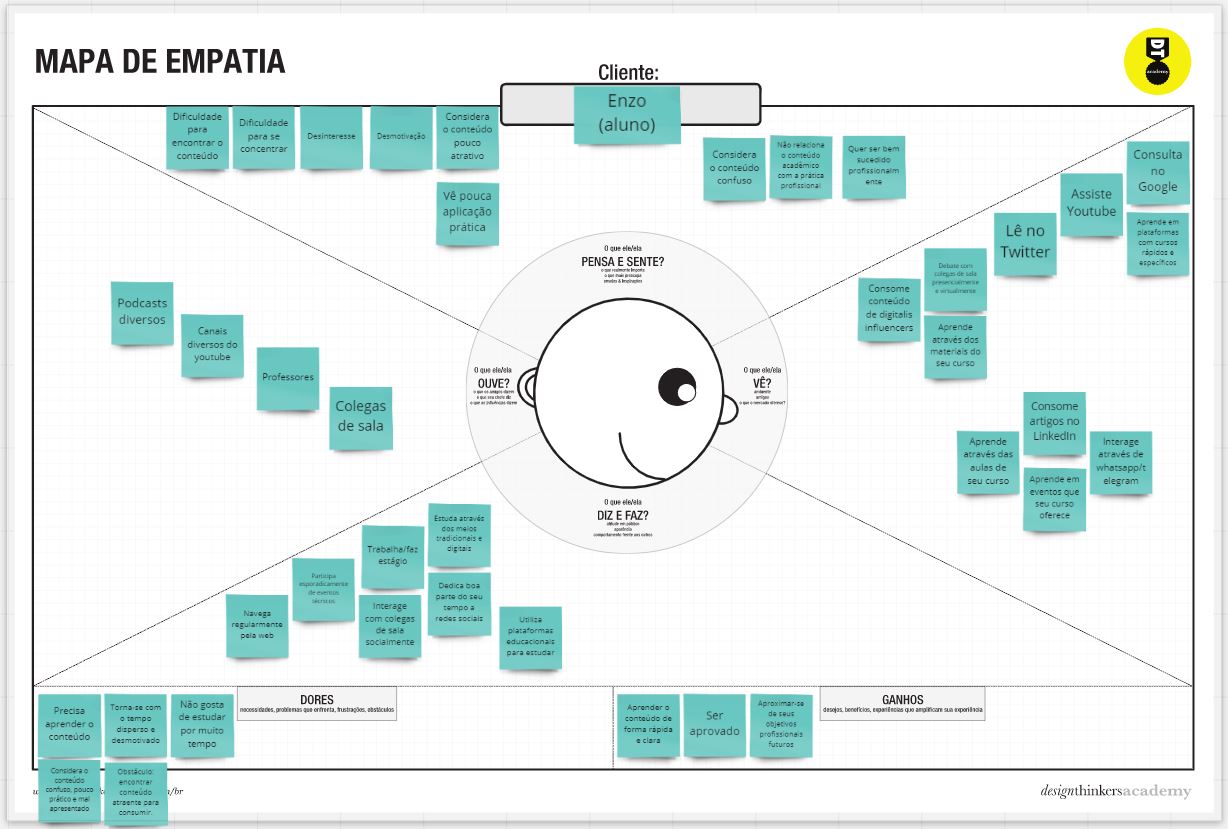 MAPA DE EMPATIA
DT
academy
Cliente:
Enzo
(aluno)
Dificuldade
para
encontrar o
conteúdo
Dificuldade
para se
concentrar
Desinteresse
Desmotivação
Considera
o conteúdo
pouco
atrativo
Vê pouca
aplicação
prática
Considera
o conteúdo
confuso
Não relaciona
o conteúdo
acadêmico
com a prática
profissional
Quer ser bem
sucedido
profissionalm
ente
Consulta
no
Google
Assiste
Youtube
Lê no
Twitter
Aprende em
plataformas
com cursos
rápidos e
específicos
Debate com
colegas de sala
presencialmente
e virtualmente
Consome
conteúdo
de digitalis
influencers
Aprende
através dos
materiais do
seu curso
O que ele/ela
PENSA E SENTE?
o que realmente importa
o que mais preocupa
anseios & inspirações
Podcasts
diversos
Canais
diversos do
youtube
Professores
Colegas
de sala
O que ele/ela
OUVE?
o que os amigos dizem
o que seu chefe diz
o que as influências dizem
O que ele/ela
VÊ?
ambiente
amigos
o que o mercado oferece?
Consome
artigos no
LinkedIn
Aprende
através das
aulas de
seu curso
Interage
através de
whatsapp/t
elegram
Aprende em
eventos que
seu curso
oferece
O que ele/ela
DIZ E FAZ?
atitude em público
aparência
comportamento frente aos outros
Estuda através
dos meios
tradicionais e
digitais
Trabalha/faz
estágio
Participa
esporadicamente
de eventos
técnicos
Navega
regularmente
pela web
Interage
com colegas
de sala
socialmente
Dedica boa
parte do seu
tempo a
redes sociais
Utiliza
plataformas
educacionais
para estudar
DORES
necessidades, problemas que enfrenta, frustrações, obstáculos
Precisa
aprender o
conteúdo
Torna-se com
o tempo
disperso e
desmotivado
Não gosta
de estudar
por muito
tempo
Considera o
conteúdo
confuso, pouco
prático e mal
apresentado
Obstáculo:
encontrar
conteúdo
atraente para
consumir.
GANHOS
desejos, benefícios, experiências que amplificam sua experiência
Aprender o
conteúdo de
forma rápida
e clara
Ser
aprovado
Aproximar-se
de seus
objetivos
profissionais
futuros
/br
designthinkersacademy